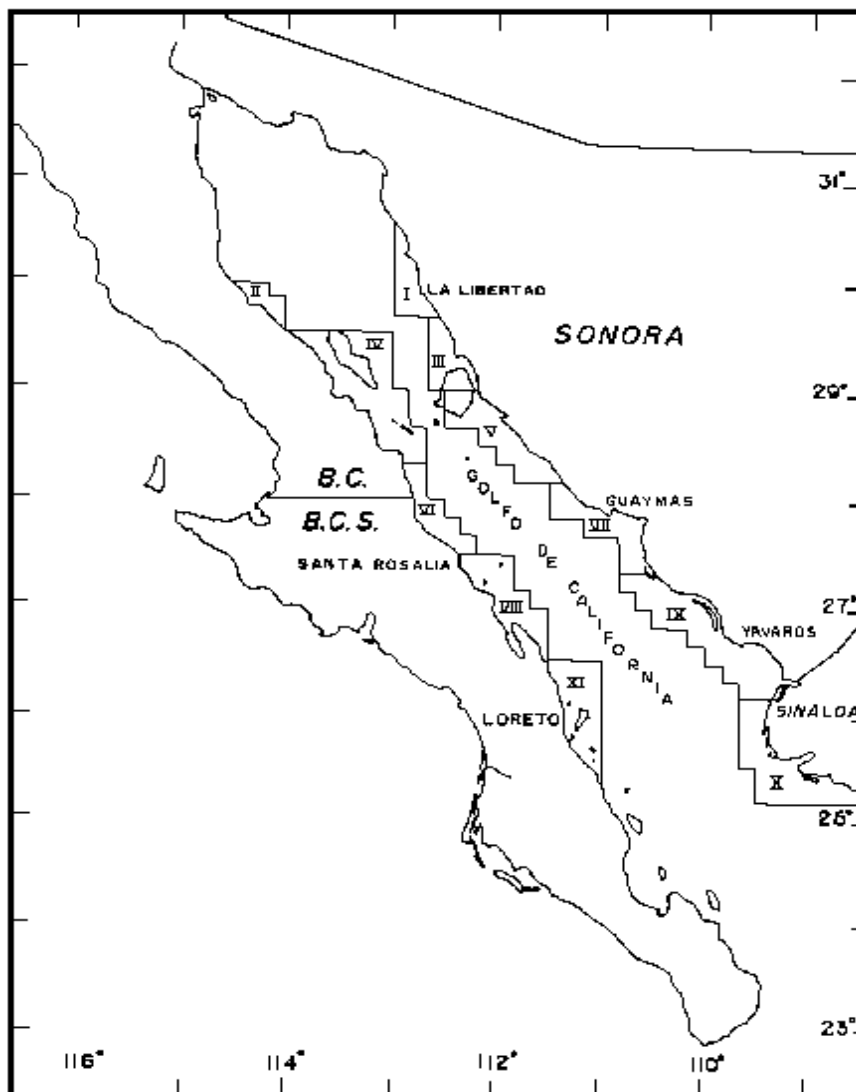 31°
I
LA LIBERTAD
II
SONORA
IV
III
29°
V
B.C.
GOLFO DE CALIFORNIA
GUAYMAS
B.C.S.
VI
VII
SANTA ROSALIA
VIII
27°
IX
YAVAROS
XI
LORETO
SINALOA
X
25°
23°
116° 114° 112° 110°